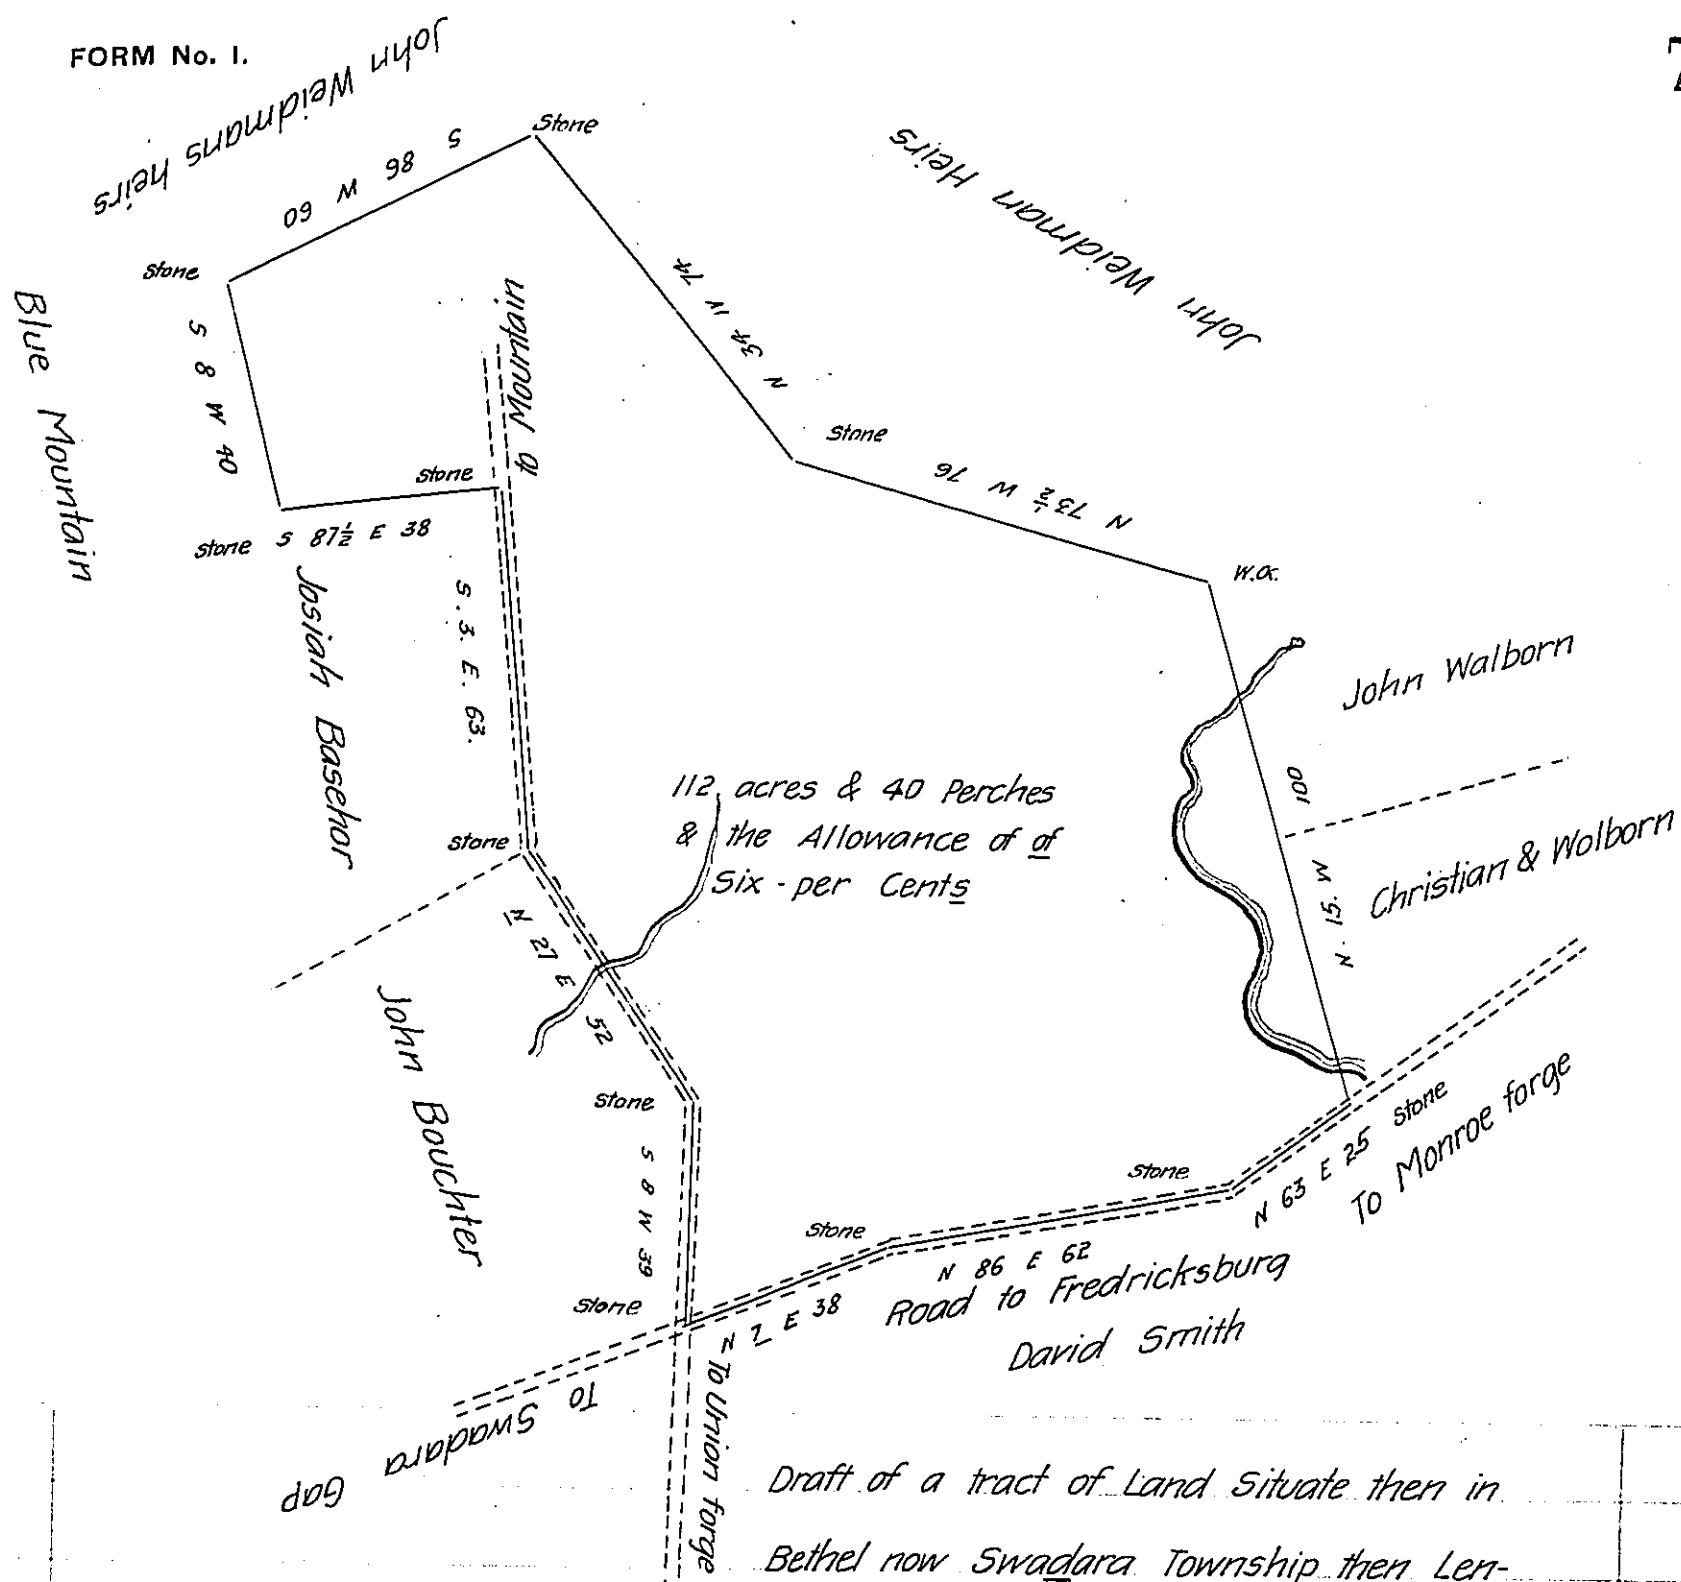 FORM No. 1.
John Weidmans heirs
S 86 W 60
Stone
John Weidman Heirs
Stone
Blue Mountain
S 8 W 40
Mountain
N 34 W 74
Stone
Stone
N 73½ W 76
Stone S 87½ E 38
W.O.
Josiah Basehor
S. 3. E. 63.
John Walborn
112 acres & 40 Perches
& the Allowance of of
Six-per Cents
N. 15. W 100
Christian & Wolborn
Stone
N 27 E 52
John Bouchter
Stone
S 8 W 39
Stone
N 63 E 25 Stone
To Monroe forge
Stone
Stone
N 7 E 38
N 86 E 62
Road to Fredricksburg
David Smith
To Swadara Gap
To Union forge
Draft of a tract of Land Situate then in
Bethel now Swadara Township then Len-